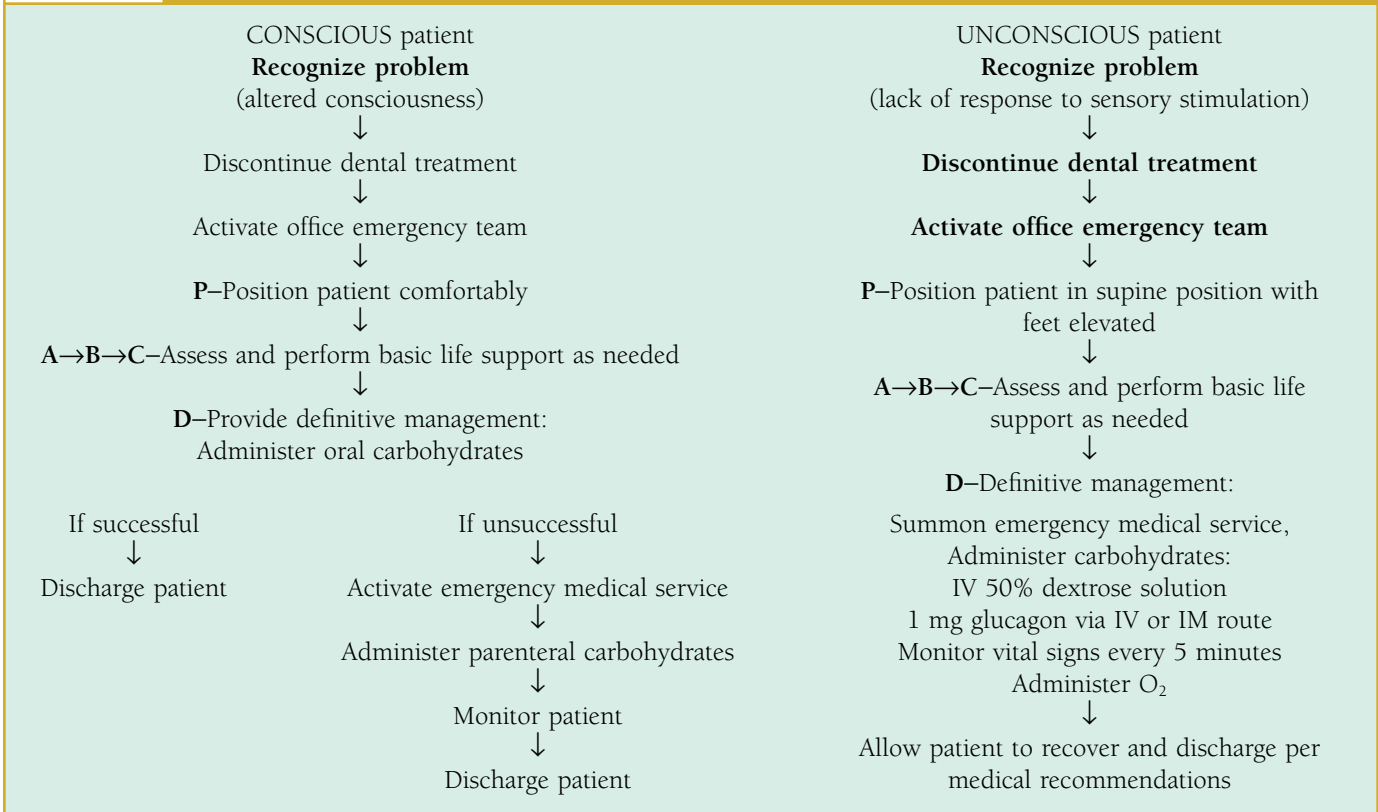 CONSCIOUS patient
Recognize problem
(altered consciousness)
↓
Discontinue dental treatment
↓
Activate office emergency team
↓
P–Position patient comfortably
↓
A→B→C–Assess and perform basic life support as needed
↓
D–Provide definitive management:
Administer oral carbohydrates
If successful
↓
Discharge patient
If unsuccessful
↓
Activate emergency medical service
↓
Administer parenteral carbohydrates
↓
Monitor patient
↓
Discharge patient
UNCONSCIOUS patient
Recognize problem
(lack of response to sensory stimulation)
↓
Discontinue dental treatment
↓
Activate office emergency team
↓
P–Position patient in supine position with
feet elevated
↓
A→B→C–Assess and perform basic life
support as needed
↓
D–Definitive management:
Summon emergency medical service,
Administer carbohydrates:
IV 50% dextrose solution
1 mg glucagon via IV or IM route
Monitor vital signs every 5 minutes
Administer O₂
↓
Allow patient to recover and discharge per
medical recommendations